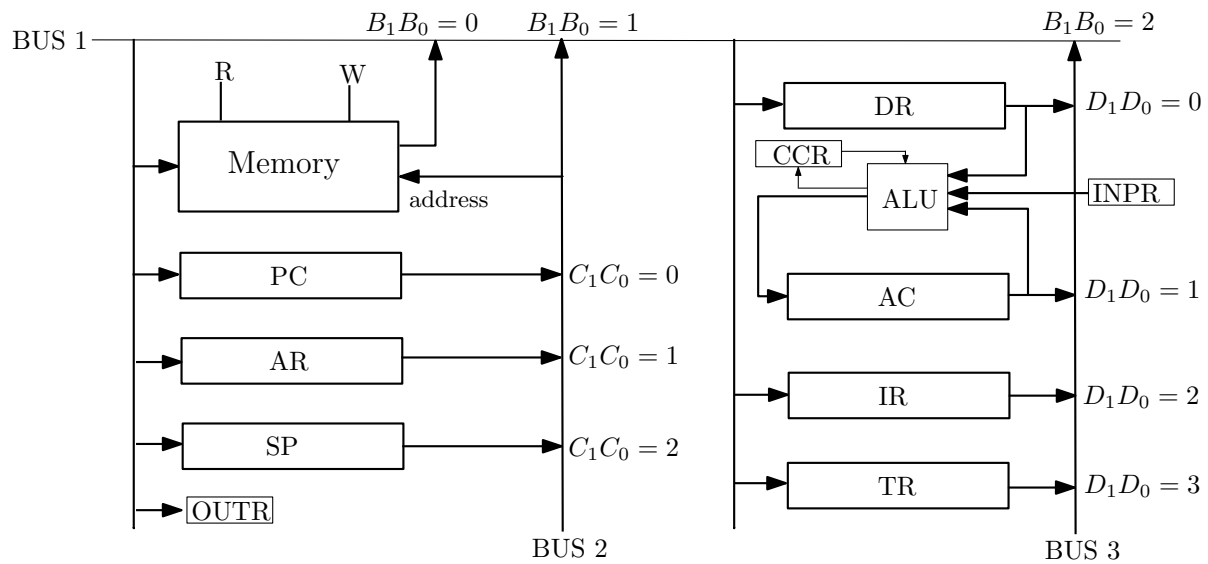 BUS 1
B₁B₀ = 0
B₁B₀ = 1
B₁B₀ = 2
R
W
Memory
address
PC
C₁C₀ = 0
AR
C₁C₀ = 1
SP
C₁C₀ = 2
OUTR
BUS 2
DR
D₁D₀ = 0
CCR
ALU
INPR
AC
D₁D₀ = 1
IR
D₁D₀ = 2
TR
D₁D₀ = 3
BUS 3